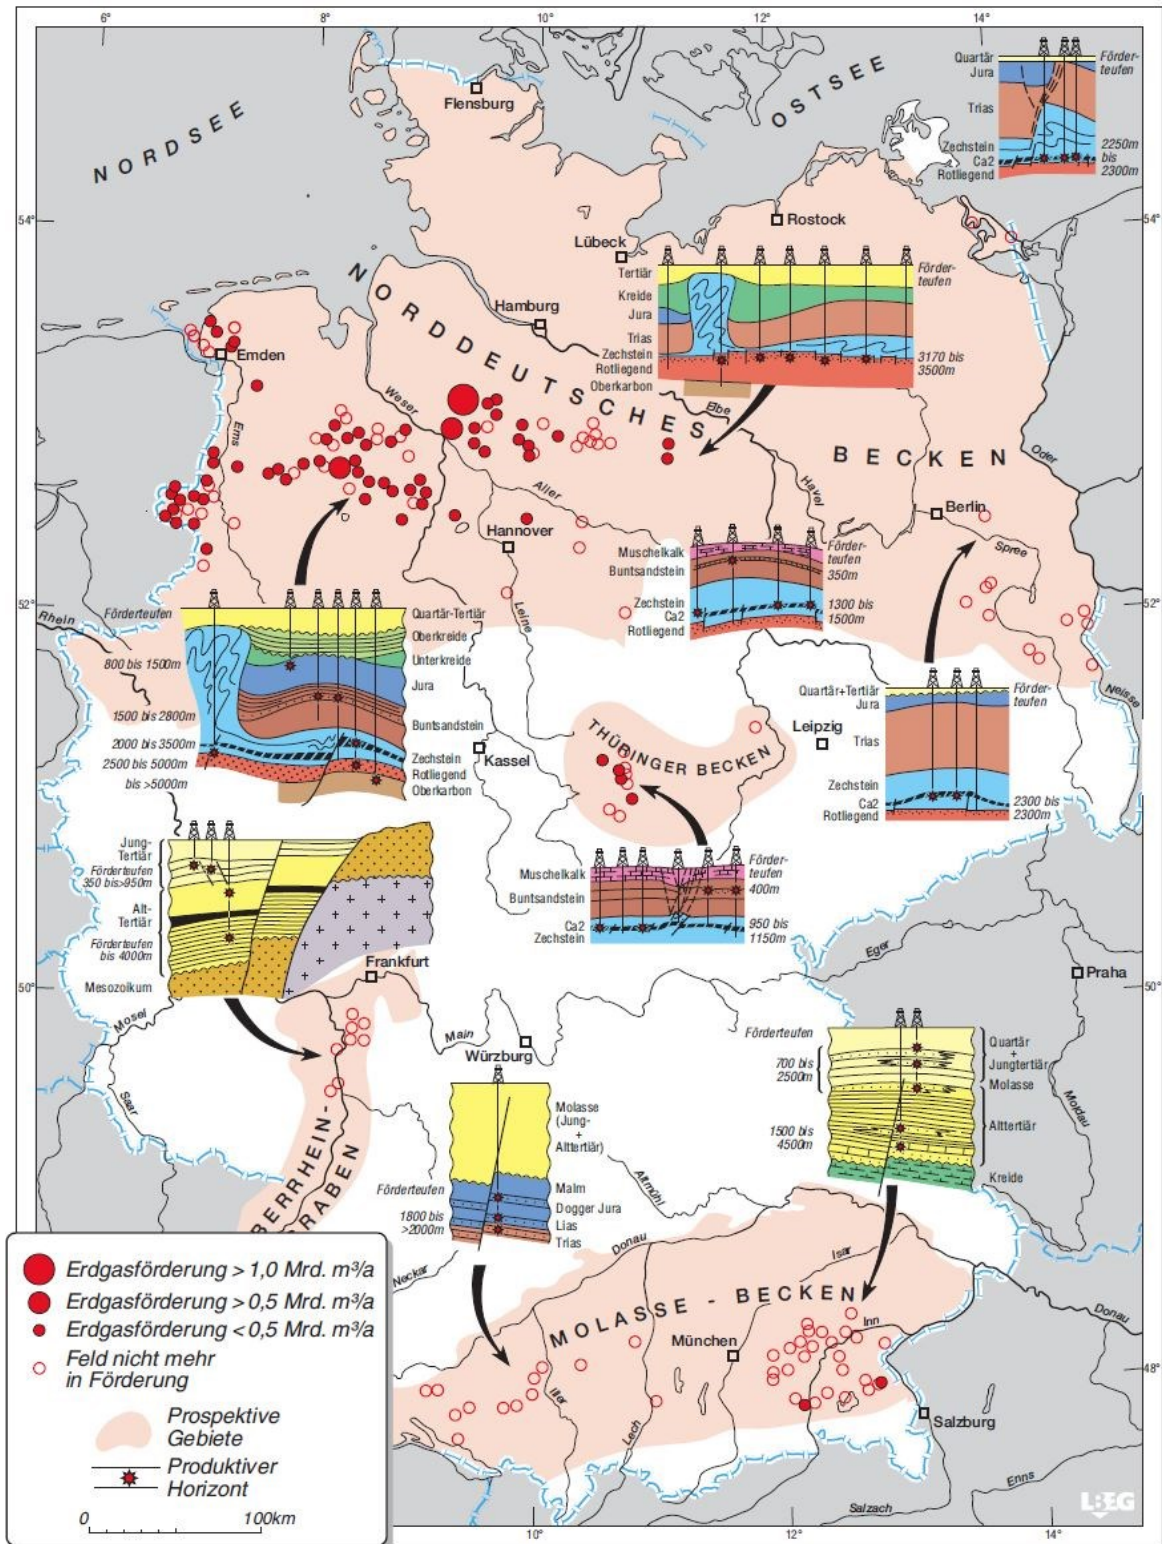 6°
8°
10°
12°
14°
NORDSEE
OSTSEE
Flensburg
Quartär
Jura
Trias
Zechstein
Ca2
Rotliegend
Förder-
teufen
2250m
bis
2300m
54°
54°
Rostock
Lübeck
Hamburg
Emden
NORDDEUTSCHES
BECKEN
Tertiär
Kreide
Jura
Trias
Zechstein
Rotliegend
Oberkarbon
Förder-
teufen
3170 bis
3500m
Weser
Elbe
Ems
Aller
Havel
Oder
Berlin
Spree
Hannover
Leine
Muschelkalk
Buntsandstein
Zechstein
Ca2
Rotliegend
Förder-
teufen
350m
1300 bis
1500m
52°
52°
Rhein
Neisse
Förderteufen
800 bis 1500m
1500 bis 2800m
2000 bis 3500m
2500 bis 5000m
bis >5000m
Quartär-Tertiär
Oberkreide
Unterkreide
Jura
Buntsandstein
Zechstein
Rotliegend
Oberkarbon
Kassel
THÜRINGER BECKEN
Leipzig
Quartär+Tertiär
Jura
Trias
Zechstein
Ca2
Rotliegend
Förder-
teufen
2300 bis
2300m
Jung-
Tertiär
Förderteufen
350 bis>950m
Alt-
Tertiär
Förderteufen
bis 4000m
Mesozoikum
Muschelkalk
Buntsandstein
Ca2
Zechstein
Förder-
teufen
400m
950 bis
1150m
Frankfurt
Eger
Praha
50°
50°
Mosel
Main
Würzburg
Saar
Moldau
Förderteufen
700 bis
2500m
1500 bis
4500m
Quartär
+
Jungtertiär
Molasse
Alttertiär
Kreide
Molasse
(Jung-
+
Alttertiär)
Förderteufen
1800 bis
>2000m
Malm
Dogger Jura
Lias
Trias
Altmühl
BERRHEIN-
RABEN
Donau
Isar
Neckar
MOLASSE-BECKEN
Inn
Donau
München
48°
Iller
Lech
Salzburg
Enns
Salzach
LBEG
Erdgasförderung > 1,0 Mrd. m³/a
Erdgasförderung > 0,5 Mrd. m³/a
Erdgasförderung < 0,5 Mrd. m³/a
Feld nicht mehr
in Förderung
Prospektive
Gebiete
Produktiver
Horizont
0 100km
10°
12°
14°